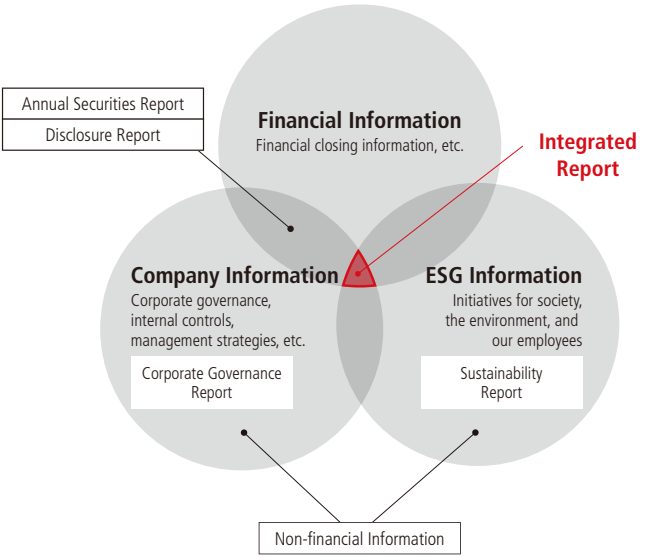 Annual Securities Report
Disclosure Report
Financial Information
Financial closing information, etc.
Integrated
Report
Company Information
Corporate governance,
internal controls,
management strategies, etc.
Corporate Governance
Report
ESG Information
Initiatives for society,
the environment, and
our employees
Sustainability
Report
Non-financial Information